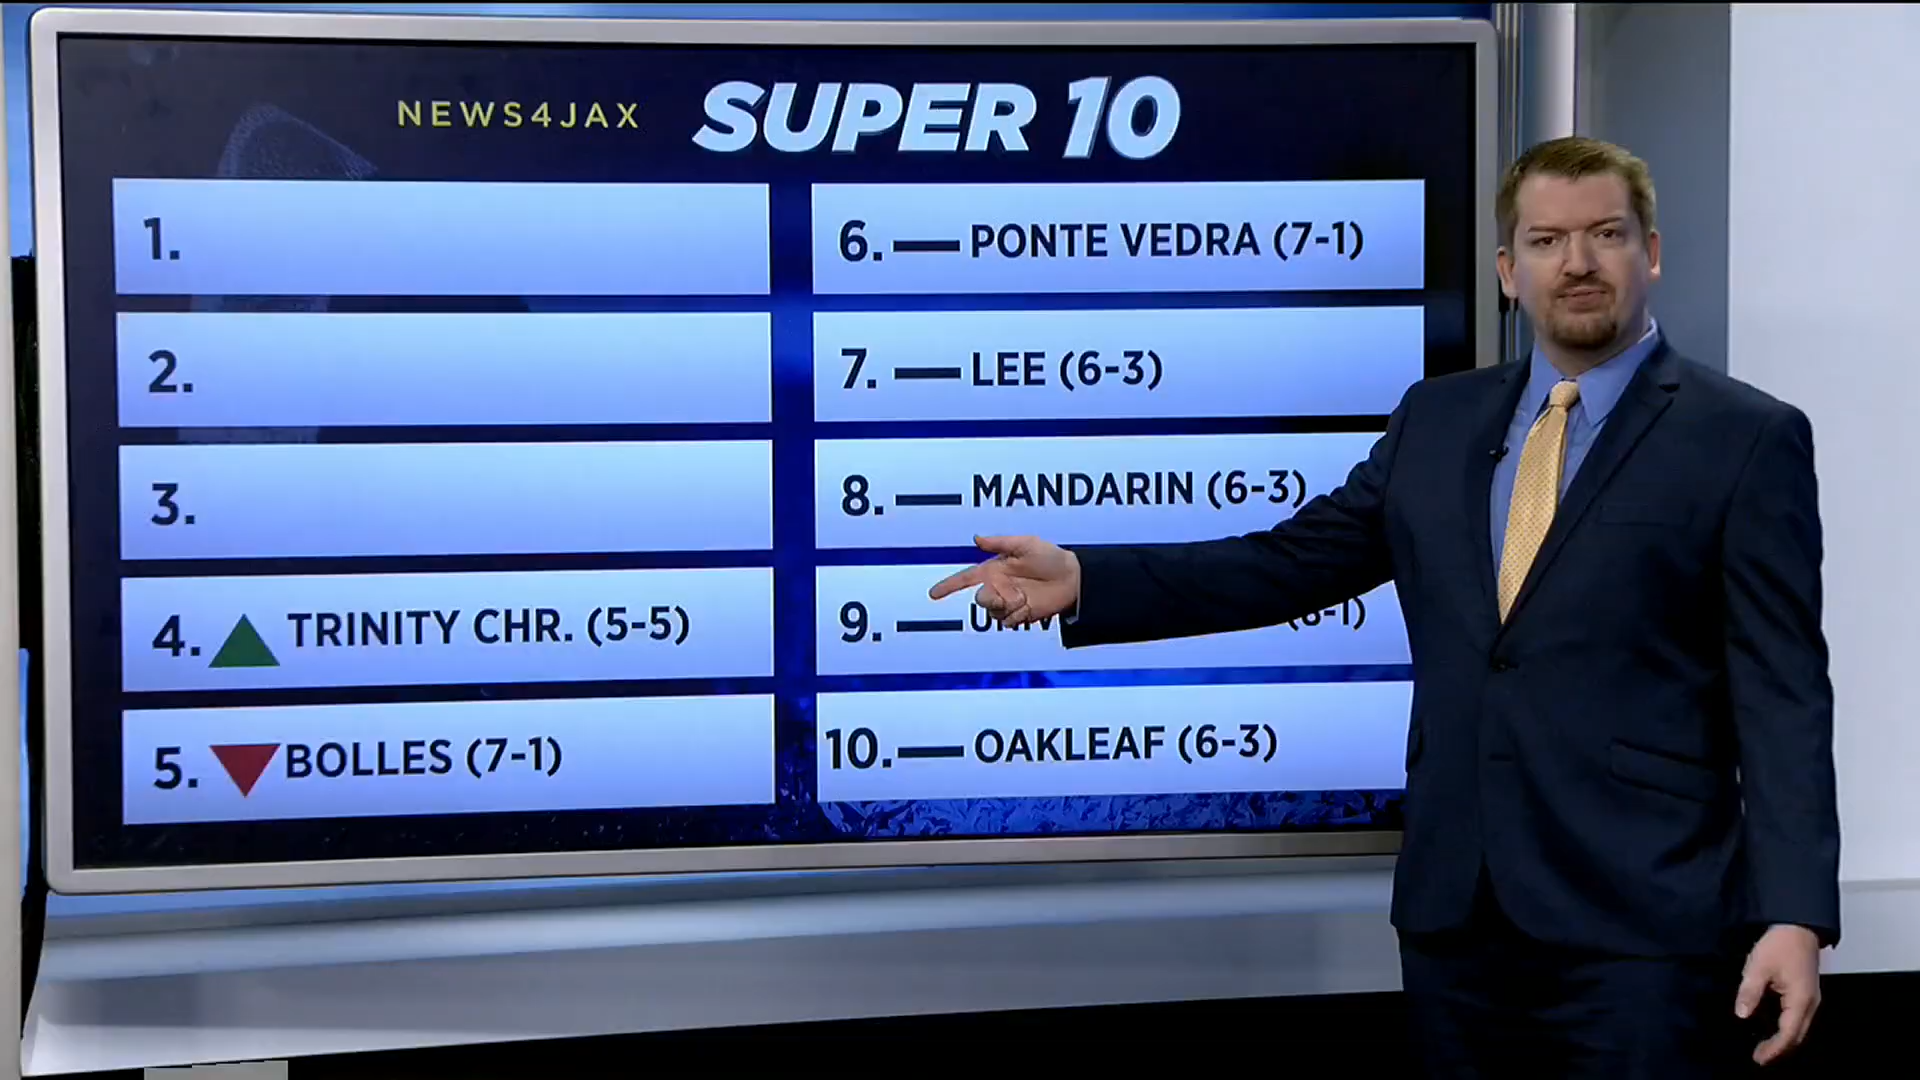 NEWS4JAX SUPER 10
1.
2.
3.
4. TRINITY CHR. (5-5)
5. BOLLES (7-1)
6. — PONTE VEDRA (7-1)
7. — LEE (6-3)
8. — MANDARIN (6-3)
9. —
10. — OAKLEAF (6-3)